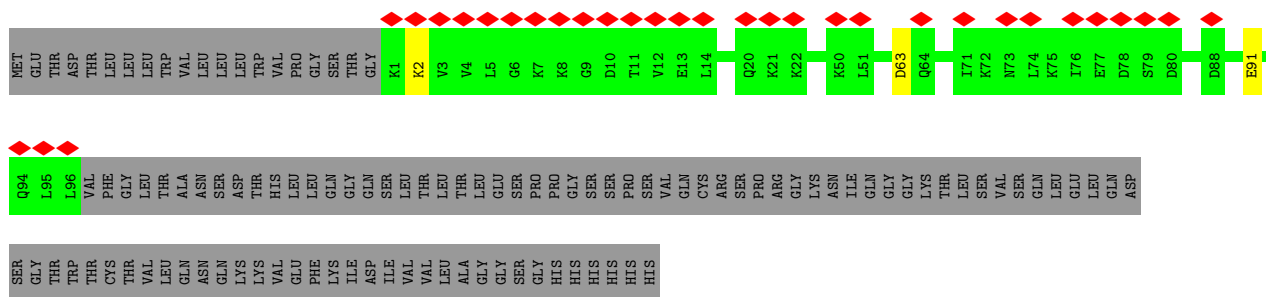 MET GLU THR ASP THR LEU LEU LEU TRP VAL LEU LEU LEU TRP VAL PRO GLY SER THR GLY K1 K2 V3 V4 L5 G6 K7 K8 G9 D10 T11 V12 E13 L14 Q20 K21 K22 K50 L51 D63 Q64 I71 K72 N73 L74 K75 I76 E77 D78 S79 D80 D88 E91
Q94 L95 L96 VAL PHE GLY LEU THR ALA ASN SER ASP THR HIS LEU LEU GLN GLY GLN SER LEU THR LEU THR LEU GLU SER PRO PRO GLY SER SER PRO SER VAL GLN CYS ARG SER PRO ARG GLY LYS ASN ILE GLN GLY GLY LYS THR LEU SER VAL SER GLN LEU GLU LEU GLN ASP
SER GLY THR TRP THR CYS THR VAL LEU GLN ASN GLN LYS LYS VAL GLU PHE LYS ILE ASP ILE VAL VAL LEU ALA GLY GLY SER GLY HIS HIS HIS HIS HIS HIS